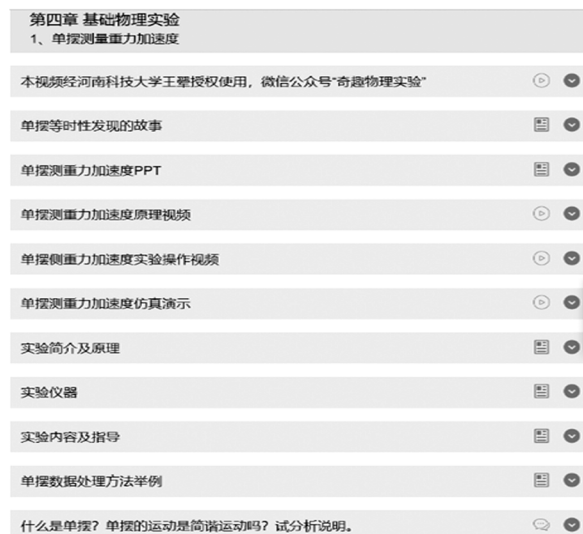 第四章 基础物理实验
1、单摆测量重力加速度
本视频经河南科技大学王翚授权使用，微信公众号“奇趣物理实验”
单摆等时性发现的故事
单摆测重力加速度PPT
单摆测重力加速度原理视频
单摆侧重力加速度实验操作视频
单摆测重力加速度仿真演示
实验简介及原理
实验仪器
实验内容及指导
单摆数据处理方法举例
什么是单摆？单摆的运动是简谐运动吗？试分析说明。